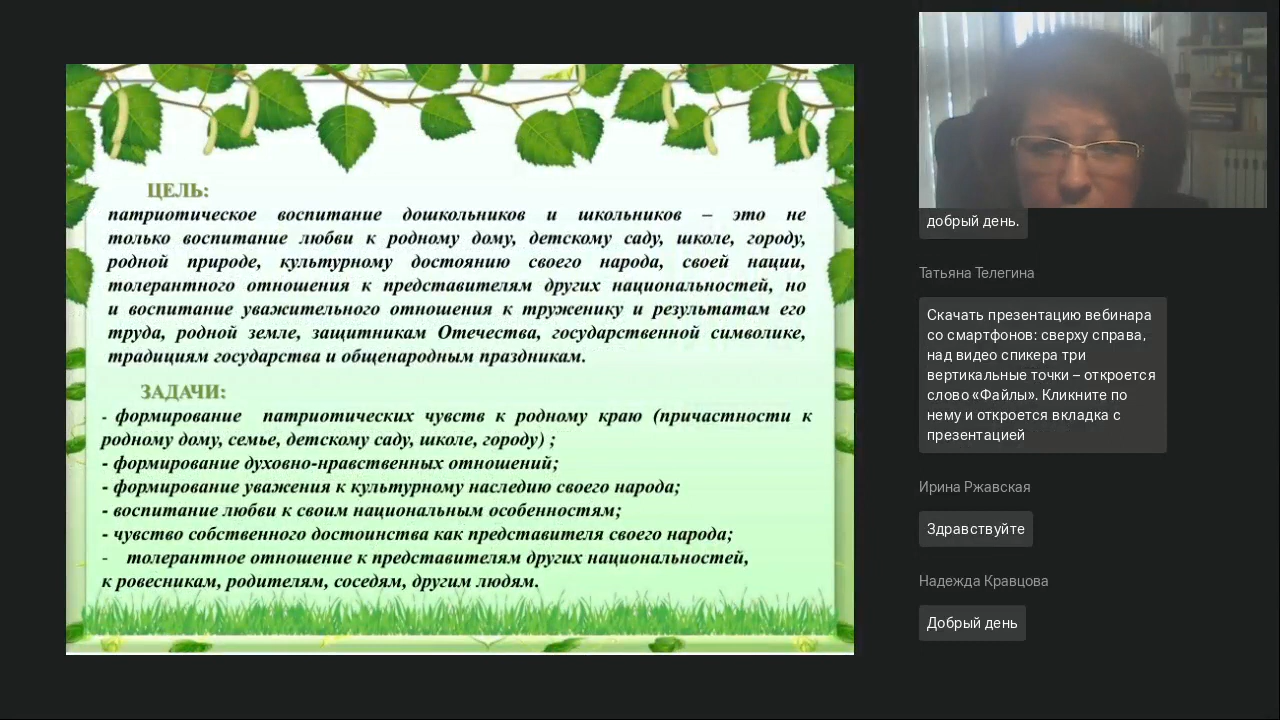 ЦЕЛЬ:
патриотическое воспитание дошкольников и школьников – это не
только воспитание любви к родному дому, детскому саду, школе, городу,
родной природе, культурному достоянию своего народа, своей нации,
толерантного отношения к представителям других национальностей, но
и воспитание уважительного отношения к труженику и результатам его
труда, родной земле, защитникам Отечества, государственной символике,
традициям государства и общенародным праздникам.
ЗАДАЧИ:
- формирование патриотических чувств к родному краю (причастности к
родному дому, семье, детскому саду, школе, городу) ;
- формирование духовно-нравственных отношений;
- формирование уважения к культурному наследию своего народа;
- воспитание любви к своим национальным особенностям;
- чувство собственного достоинства как представителя своего народа;
- толерантное отношение к представителям других национальностей,
к ровесникам, родителям, соседям, другим людям.
добрый день.
Татьяна Телегина
Скачать презентацию вебинара
со смартфонов: сверху справа,
над видео спикера три
вертикальные точки – откроется
слово «Файлы». Кликните по
нему и откроется вкладка с
презентацией
Ирина Ржавская
Здравствуйте
Надежда Кравцова
Добрый день